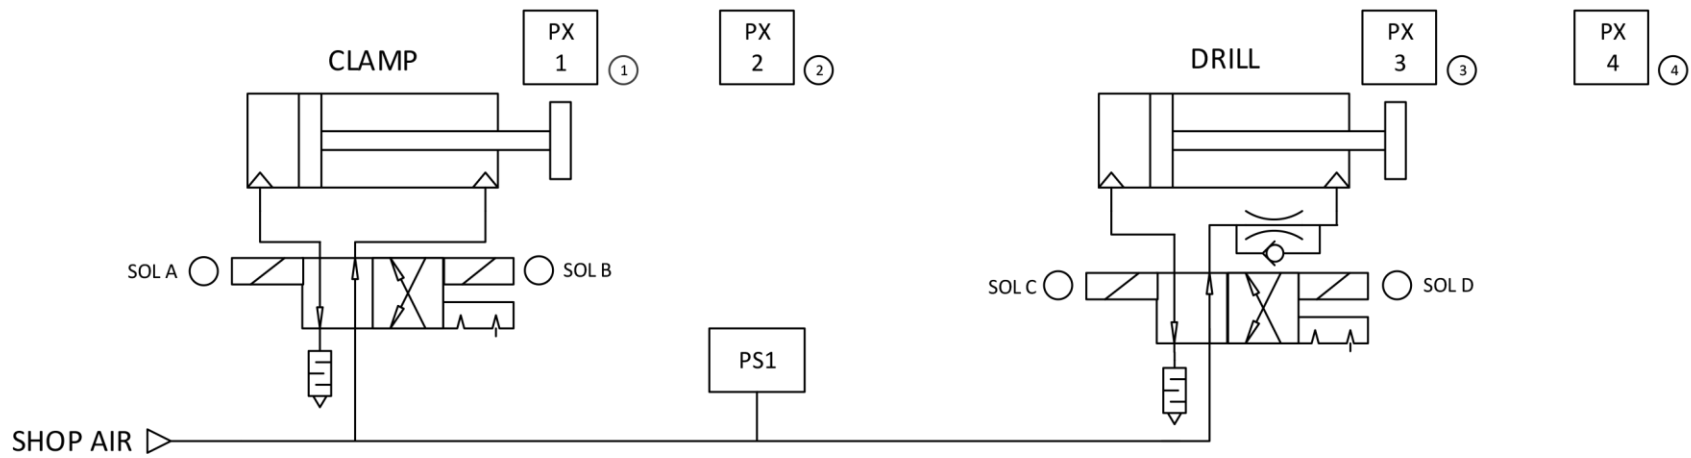 PX
1
1
PX
2
2
PX
3
3
PX
4
4
CLAMP
DRILL
SOL A
SOL B
SOL C
SOL D
PS1
SHOP AIR